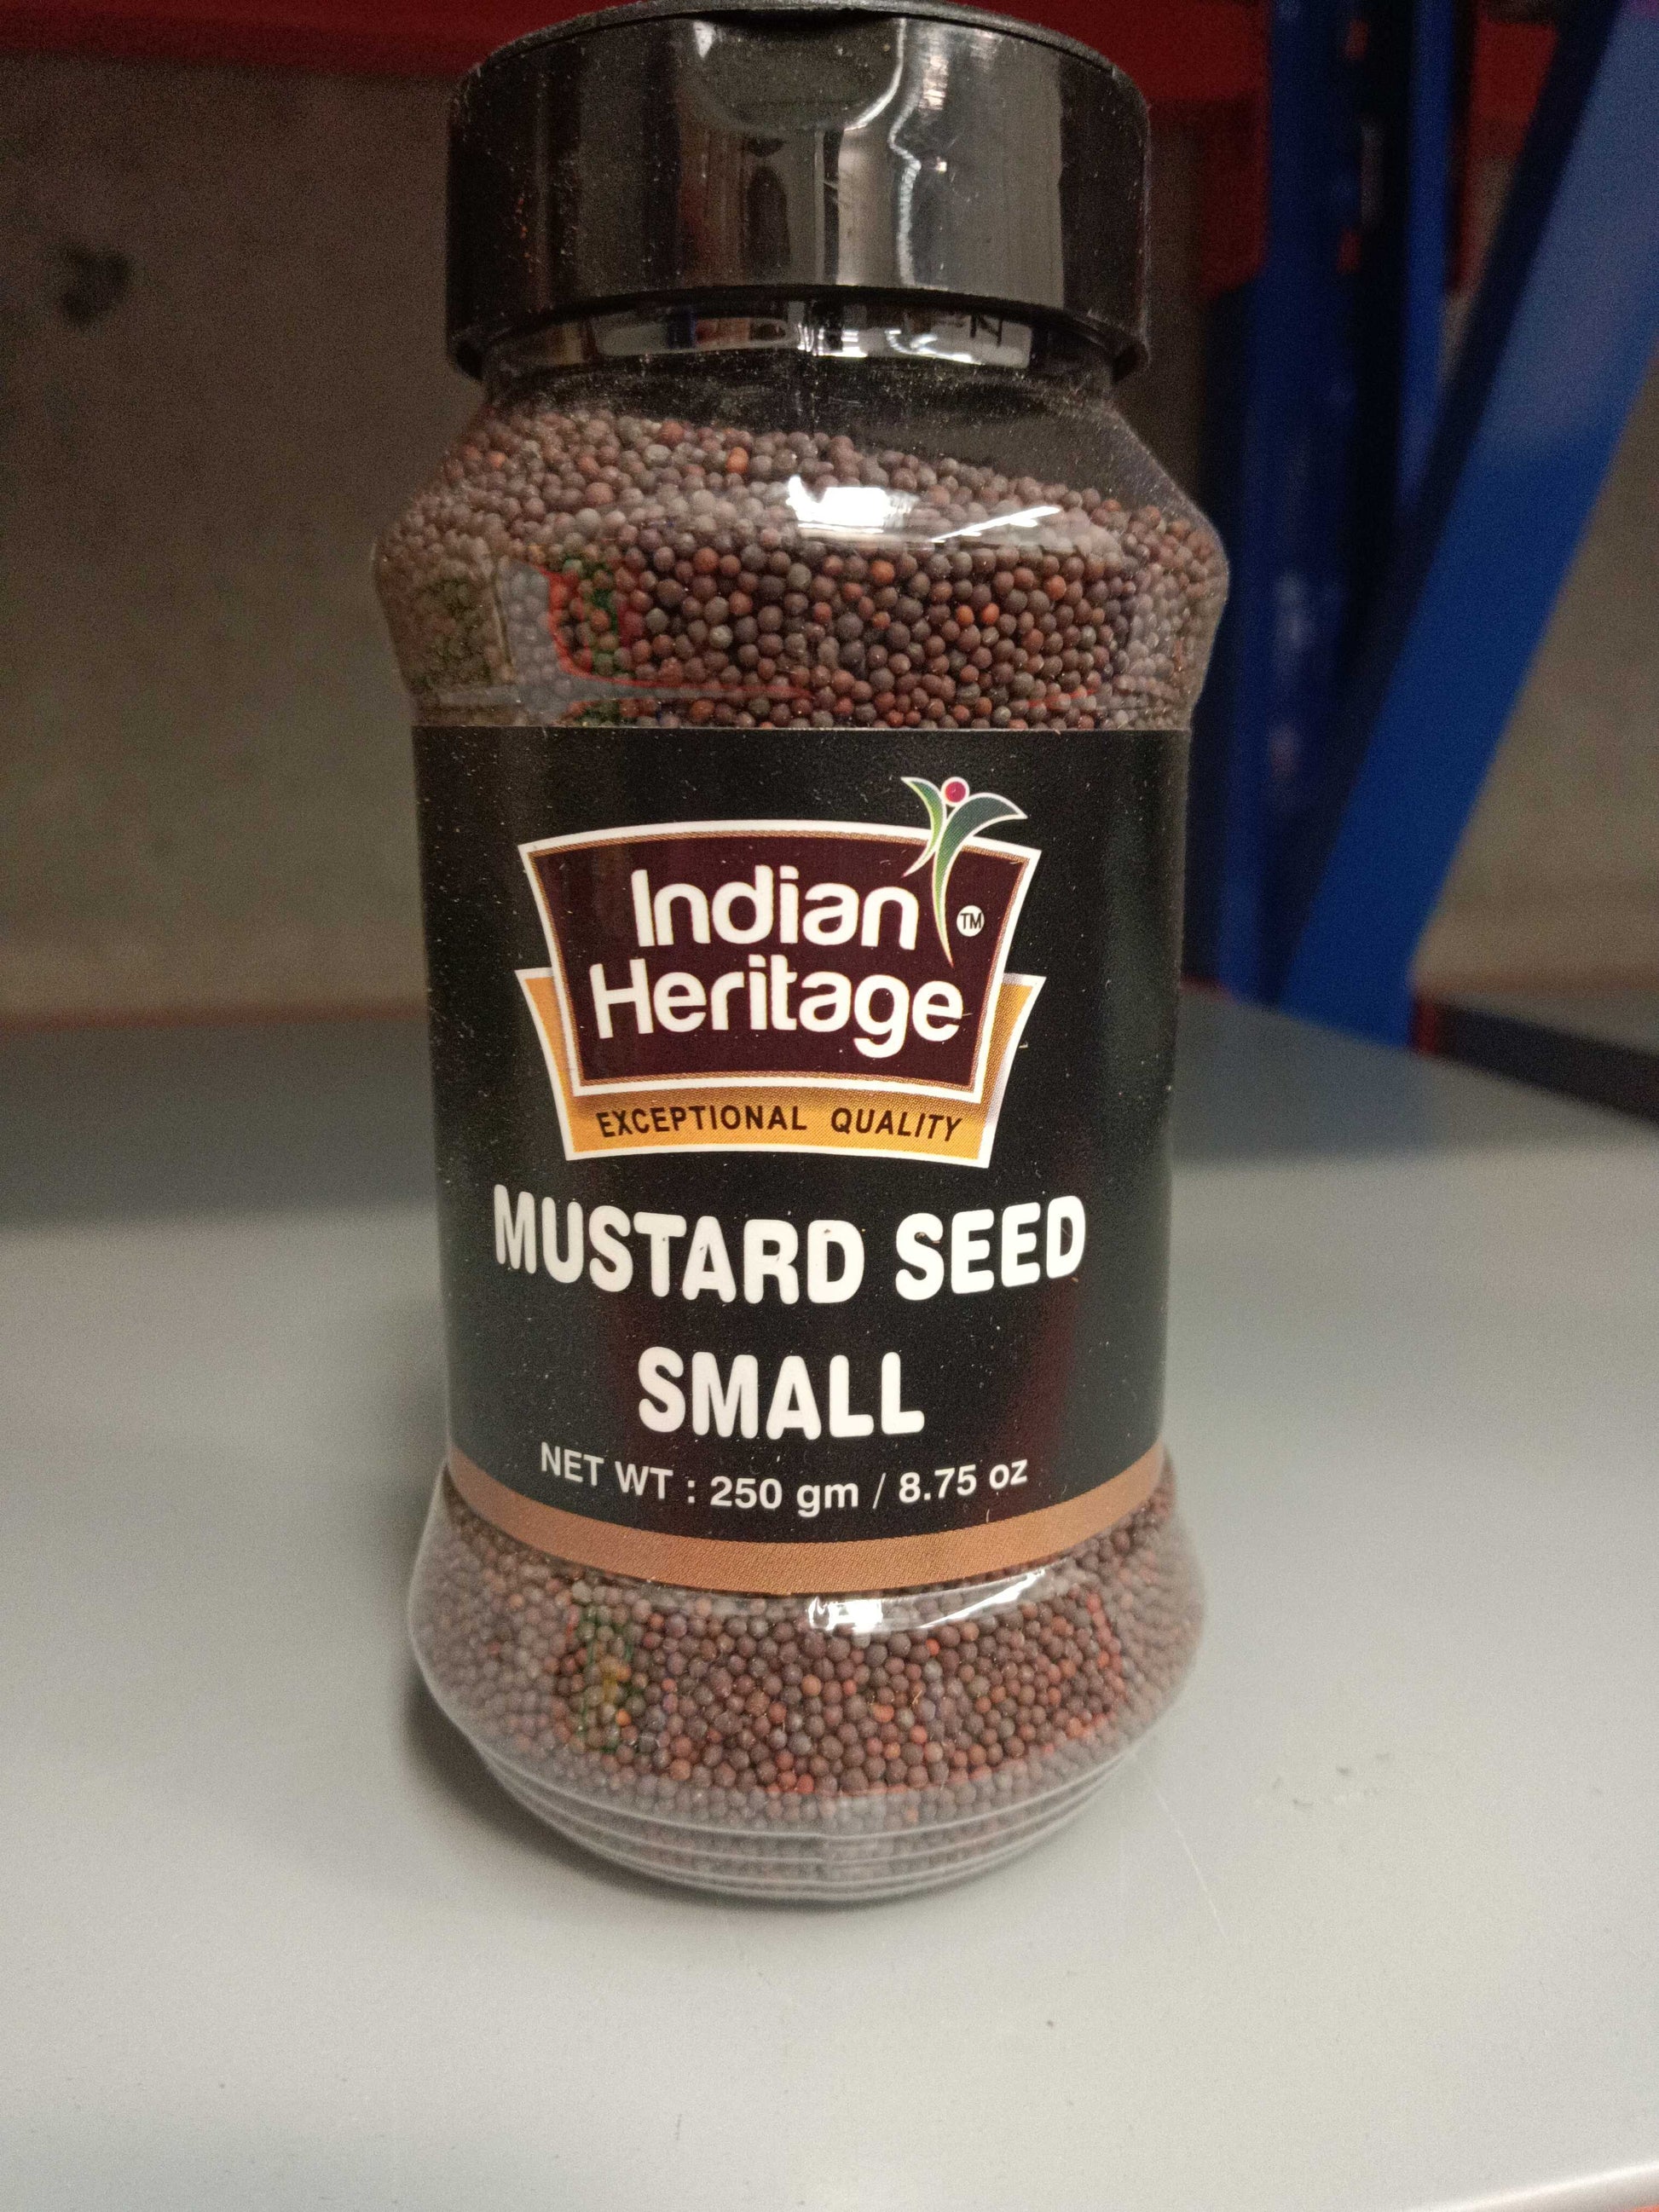 Indian
Heritage
TM
EXCEPTIONAL QUALITY
MUSTARD SEED
SMALL
NET WT : 250 gm / 8.75 oz